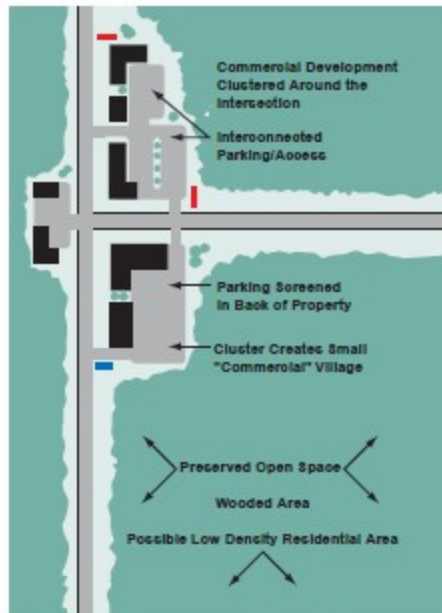 Commercial Development
Clustered Around the
Intersection
Interconnected
Parking/Access
Parking Screened
In Back of Property
Cluster Creates Small
"Commercial" Village
Preserved Open Space
Wooded Area
Possible Low Density Residential Area